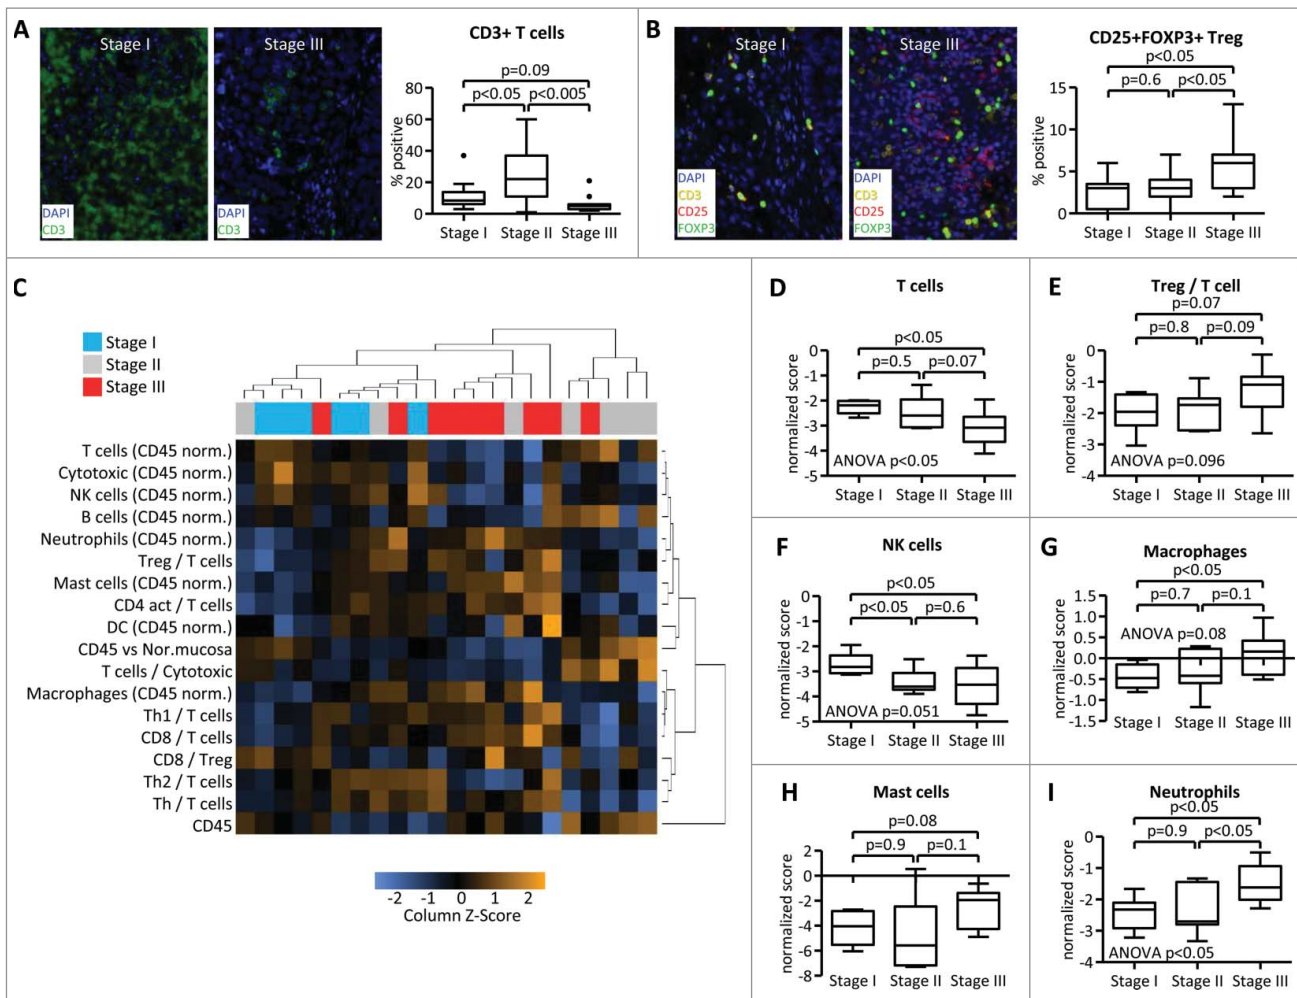 A
Stage I
Stage III
DAPI
CD3
DAPI
CD3
CD3+ T cells
p=0.09
p<0.05
p<0.005
% positive
80
60
40
20
0
Stage I
Stage II
Stage III
B
Stage I
Stage III
DAPI
CD3
CD25
FOXP3
DAPI
CD3
CD25
FOXP3
CD25+FOXP3+ Treg
p<0.05
p=0.6
p<0.05
% positive
15
10
5
0
Stage I
Stage II
Stage III
C
Stage I
Stage II
Stage III
T cells (CD45 norm.)
Cytotoxic (CD45 norm.)
NK cells (CD45 norm.)
B cells (CD45 norm.)
Neutrophils (CD45 norm.)
Treg / T cells
Mast cells (CD45 norm.)
CD4 act / T cells
DC (CD45 norm.)
CD45 vs Nor.mucosa
T cells / Cytotoxic
Macrophages (CD45 norm.)
Th1 / T cells
CD8 / T cells
CD8 / Treg
Th2 / T cells
Th / T cells
CD45
-2 -1 0 1 2
Column Z-Score
D
T cells
p<0.05
p=0.5
p=0.07
normalized score
0
-1
-2
-3
-4
-5
ANOVA p<0.05
Stage I
Stage II
Stage III
E
Treg / T cell
p=0.07
p=0.8
p=0.09
normalized score
0
-1
-2
-3
-4
ANOVA p=0.096
Stage I
Stage II
Stage III
F
NK cells
p<0.05
p<0.05
p=0.6
normalized score
0
-1
-2
-3
-4
-5
ANOVA p=0.051
Stage I
Stage II
Stage III
G
Macrophages
p<0.05
p=0.7
p=0.1
normalized score
1.5
1.0
0.5
0.0
-0.5
-1.0
-1.5
ANOVA p=0.08
Stage I
Stage II
Stage III
H
Mast cells
p=0.08
p=0.9
p=0.1
normalized score
2
0
-2
-4
-6
-8
Stage I
Stage II
Stage III
I
Neutrophils
p<0.05
p=0.9
p<0.05
normalized score
0
-1
-2
-3
-4
ANOVA p<0.05
Stage I
Stage II
Stage III